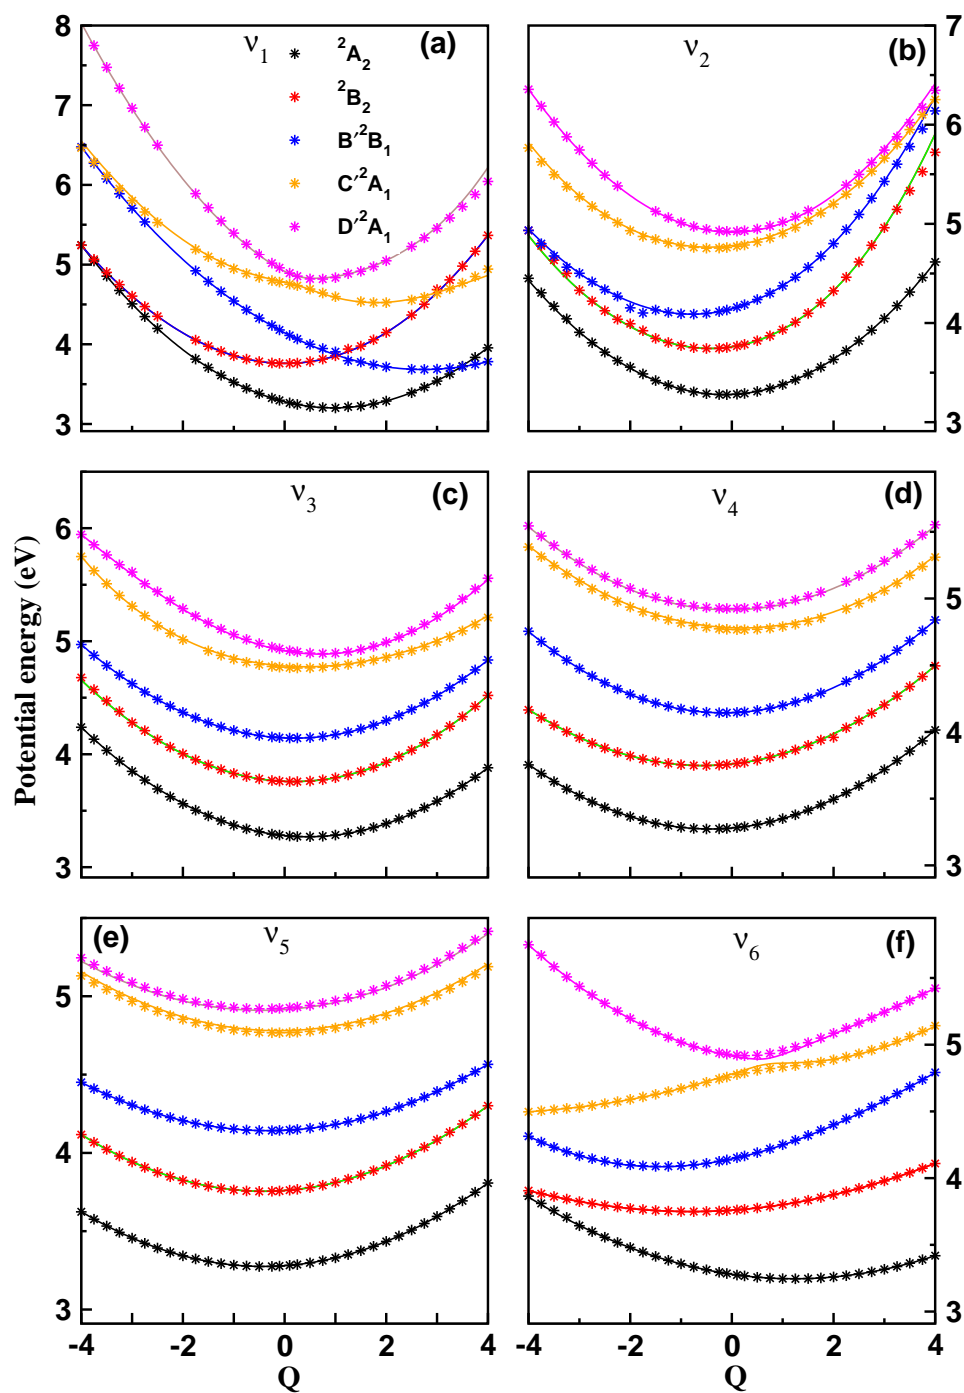 8
7
6
5
4
3
ν1
(a)
²A₂
²B₂
B′²B₁
C′²A₁
D′²A₁
ν2
(b)
7
6
5
4
3
ν3
(c)
6
5
4
3
ν4
(d)
5
4
3
Potential energy (eV)
(e)
ν5
5
4
3
-4 -2 0 2 4
Q
ν6
(f)
5
4
3
-4 -2 0 2 4
Q